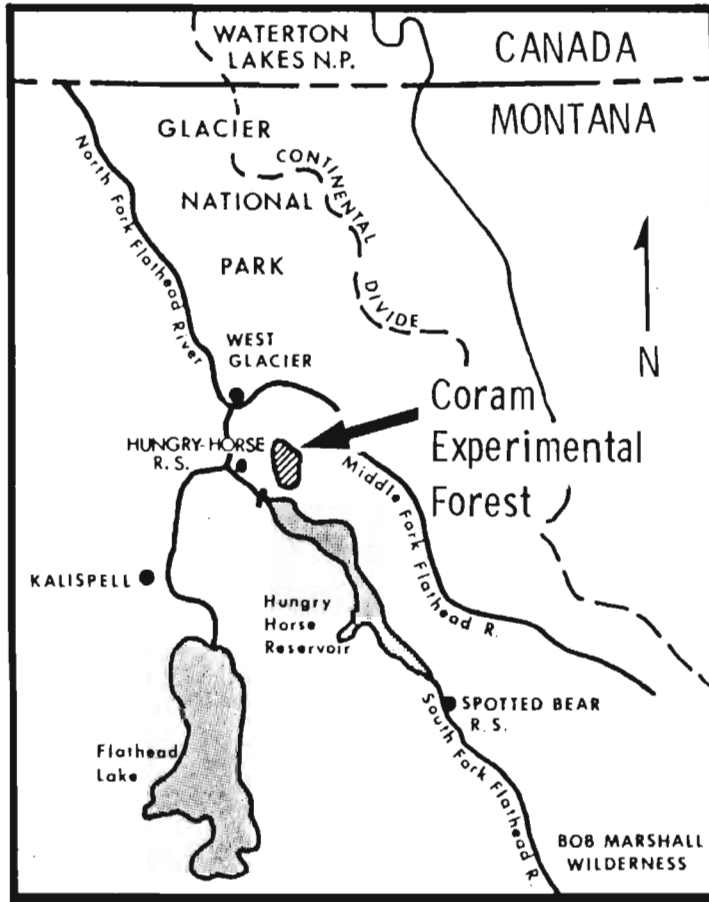 WATERTON
LAKES N.P.
CANADA
MONTANA
GLACIER
NATIONAL
PARK
CONTINENTAL
DIVIDE
North Fork Flathead River
N
WEST
GLACIER
Coram
Experimental
Forest
HUNGRY-HORSE
R.S.
Middle Fork Flathead R.
KALISPELL
Hungry
Horse
Reservoir
SPOTTED BEAR
R.S.
Flathead
Lake
South Fork Flathead R.
BOB MARSHALL
WILDERNESS